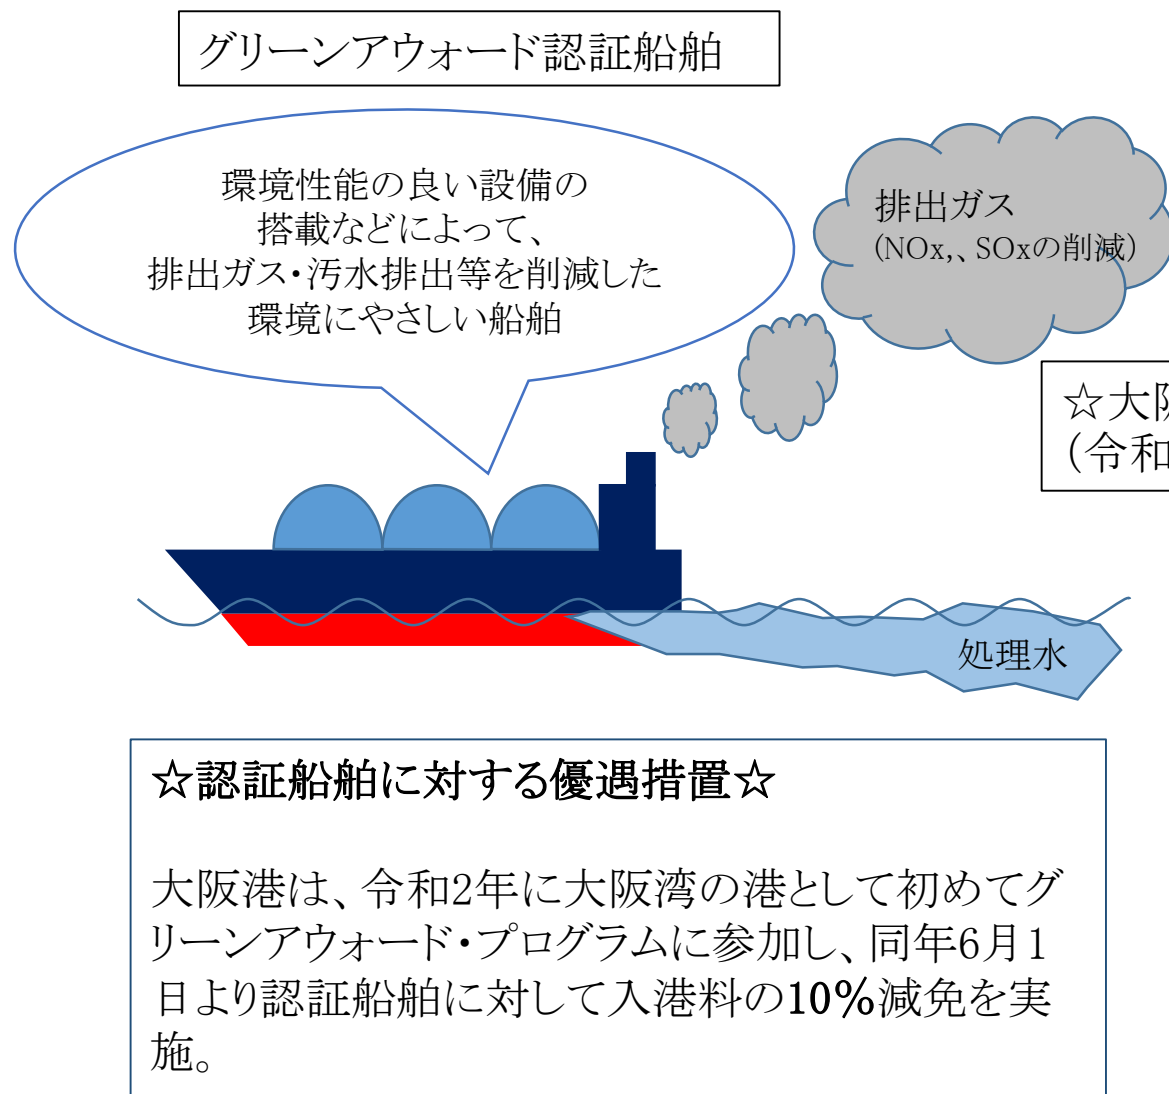 グリーンアウォード認証船舶
環境性能の良い設備の
搭載などによって、
排出ガス・汚水排出等を削減した
環境にやさしい船舶
排出ガス
(NOx,、SOxの削減)
☆大阪
(令和
処理水
☆認証船舶に対する優遇措置☆
大阪港は、令和2年に大阪湾の港として初めてグ
リーンアウォード・プログラムに参加し、同年6月1
日より認証船舶に対して入港料の10%減免を実
施。